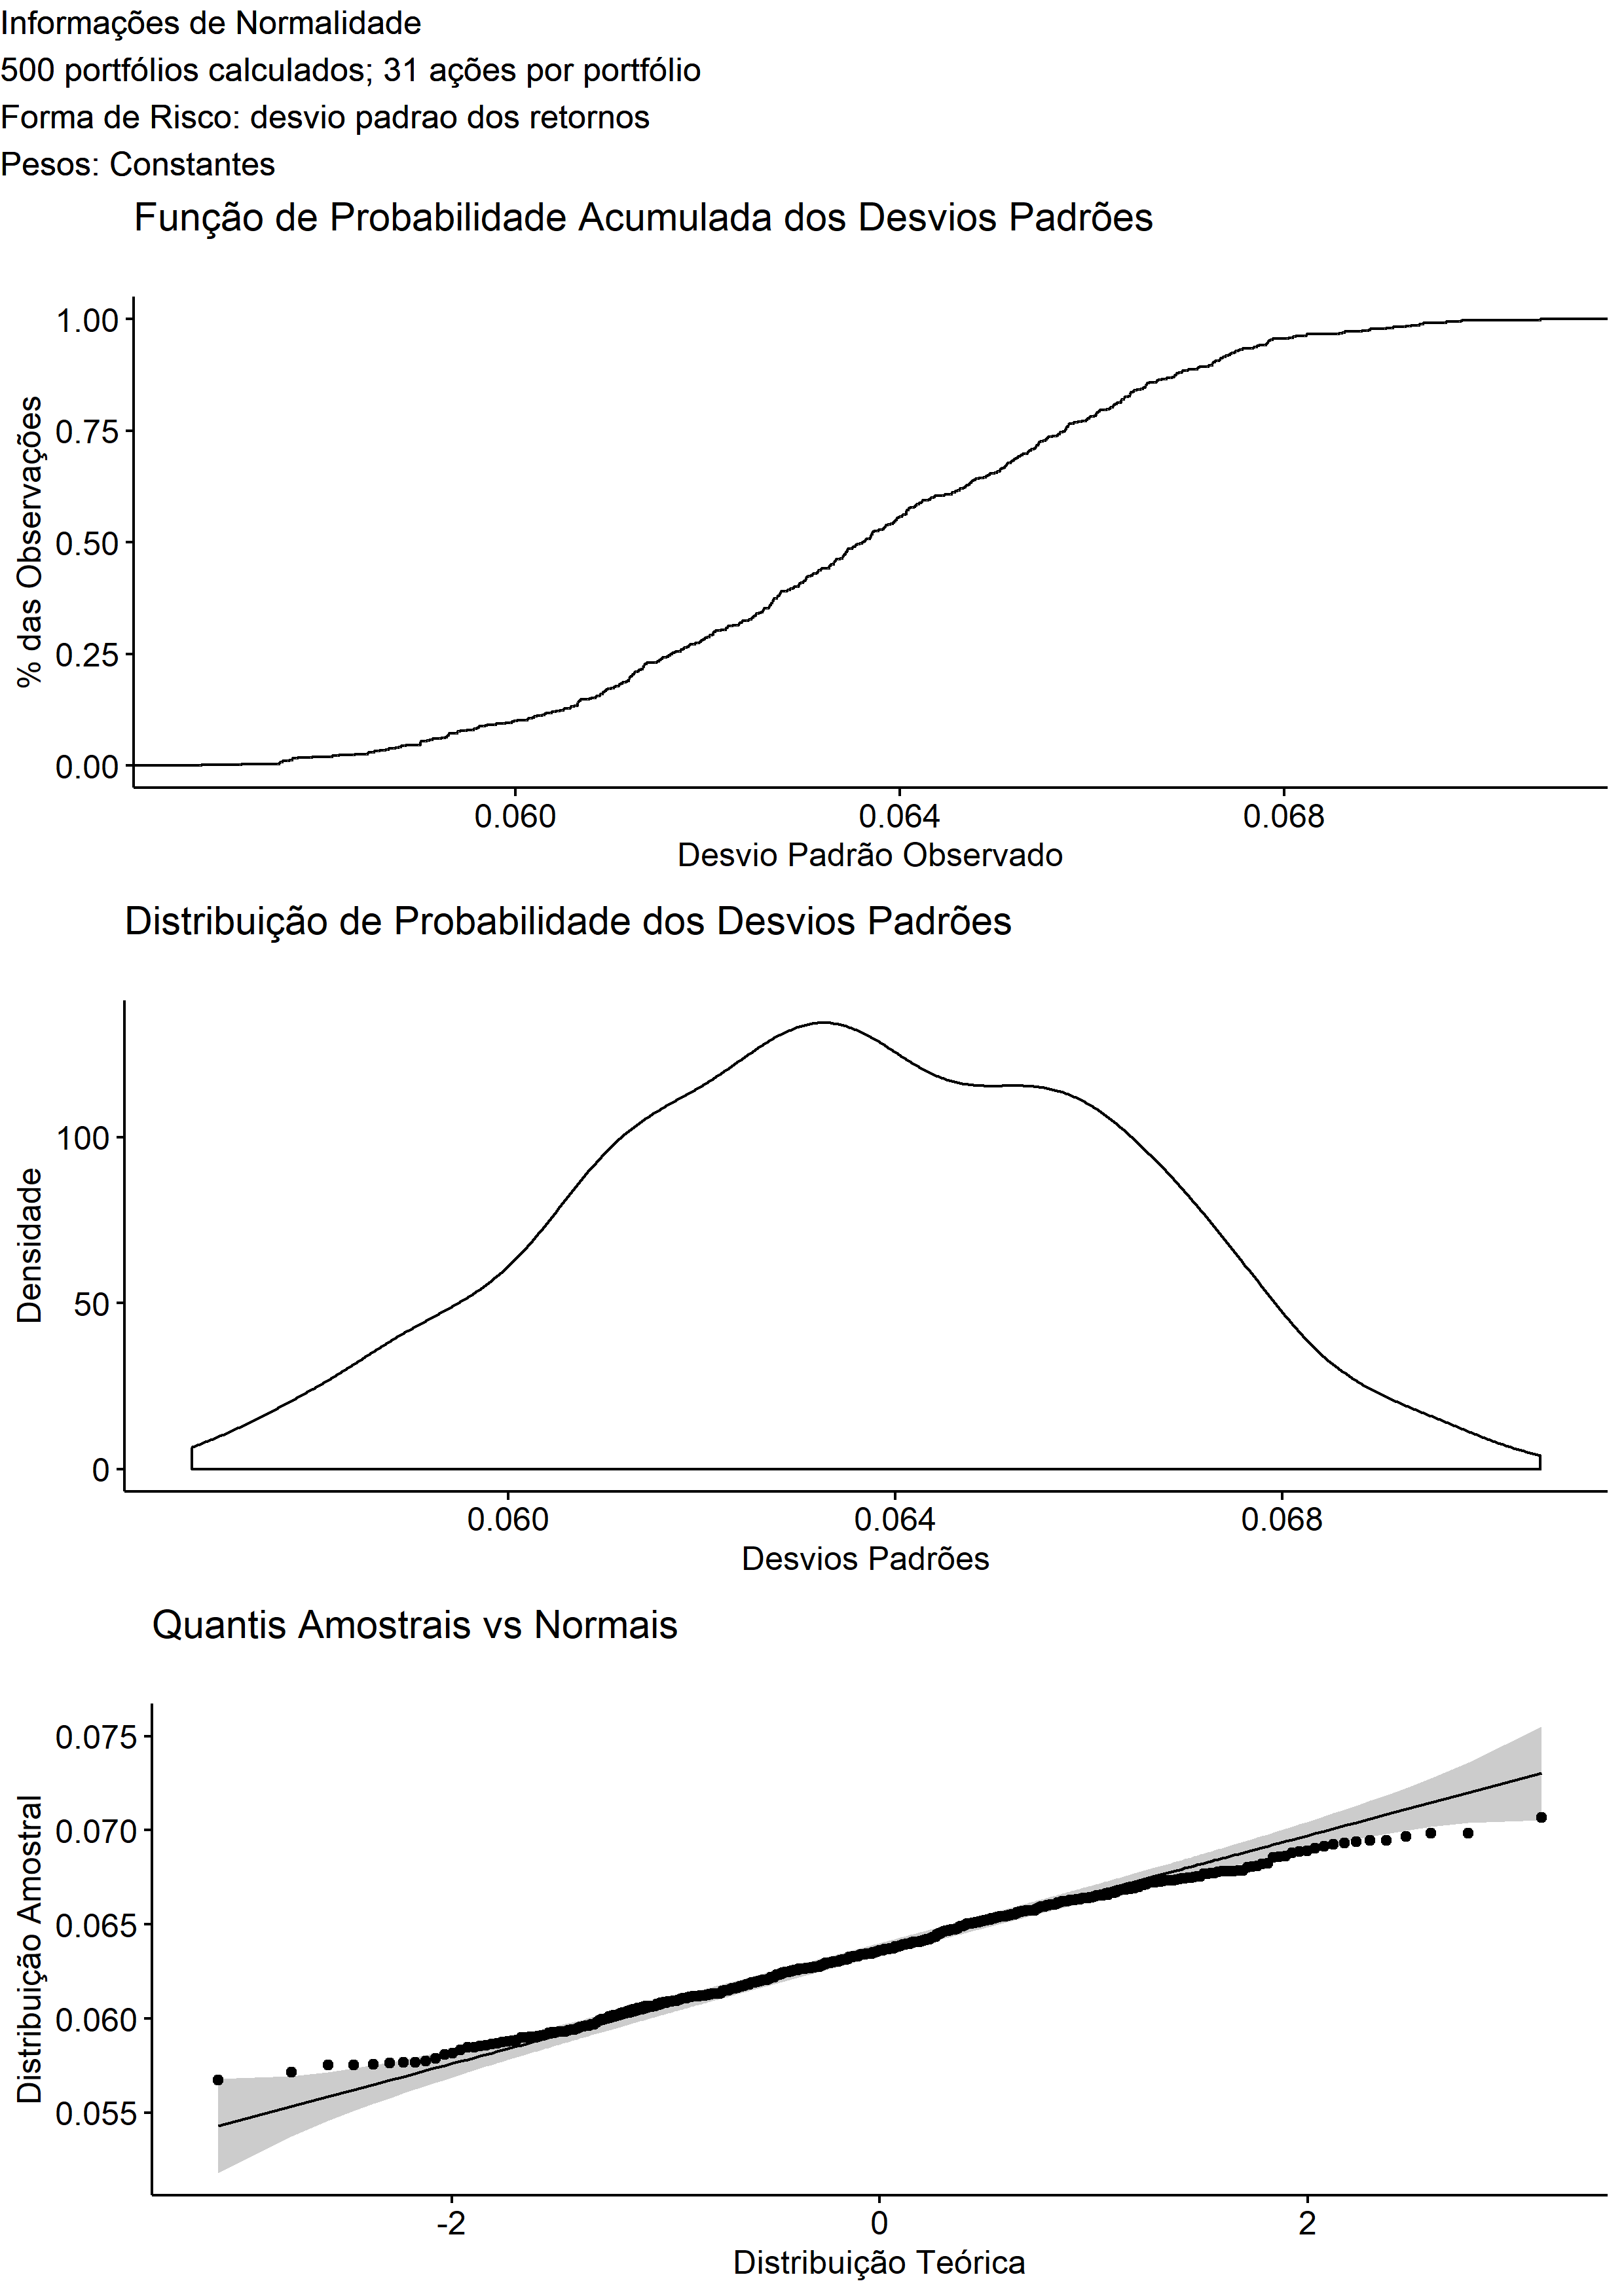 Informações de Normalidade
500 portfólios calculados; 31 ações por portfólio
Forma de Risco: desvio padrao dos retornos
Pesos: Constantes
Função de Probabilidade Acumulada dos Desvios Padrões
1.00
0.75
0.50
0.25
0.00
% das Observações
0.060 0.064 0.068
Desvio Padrão Observado
Distribuição de Probabilidade dos Desvios Padrões
100
50
0
Densidade
0.060 0.064 0.068
Desvios Padrões
Quantis Amostrais vs Normais
0.075
0.070
0.065
0.060
0.055
Distribuição Amostral
-2 0 2
Distribuição Teórica